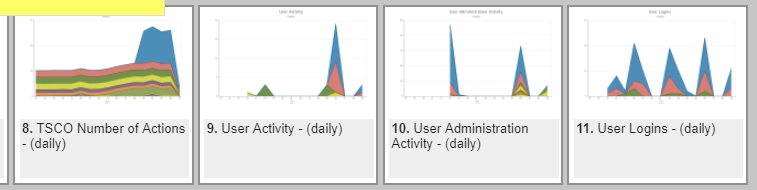 User Activity
User Administration Activity
User Logins
8. TSCO Number of Actions
- (daily)
9. User Activity - (daily)
10. User Administration
Activity - (daily)
11. User Logins - (daily)